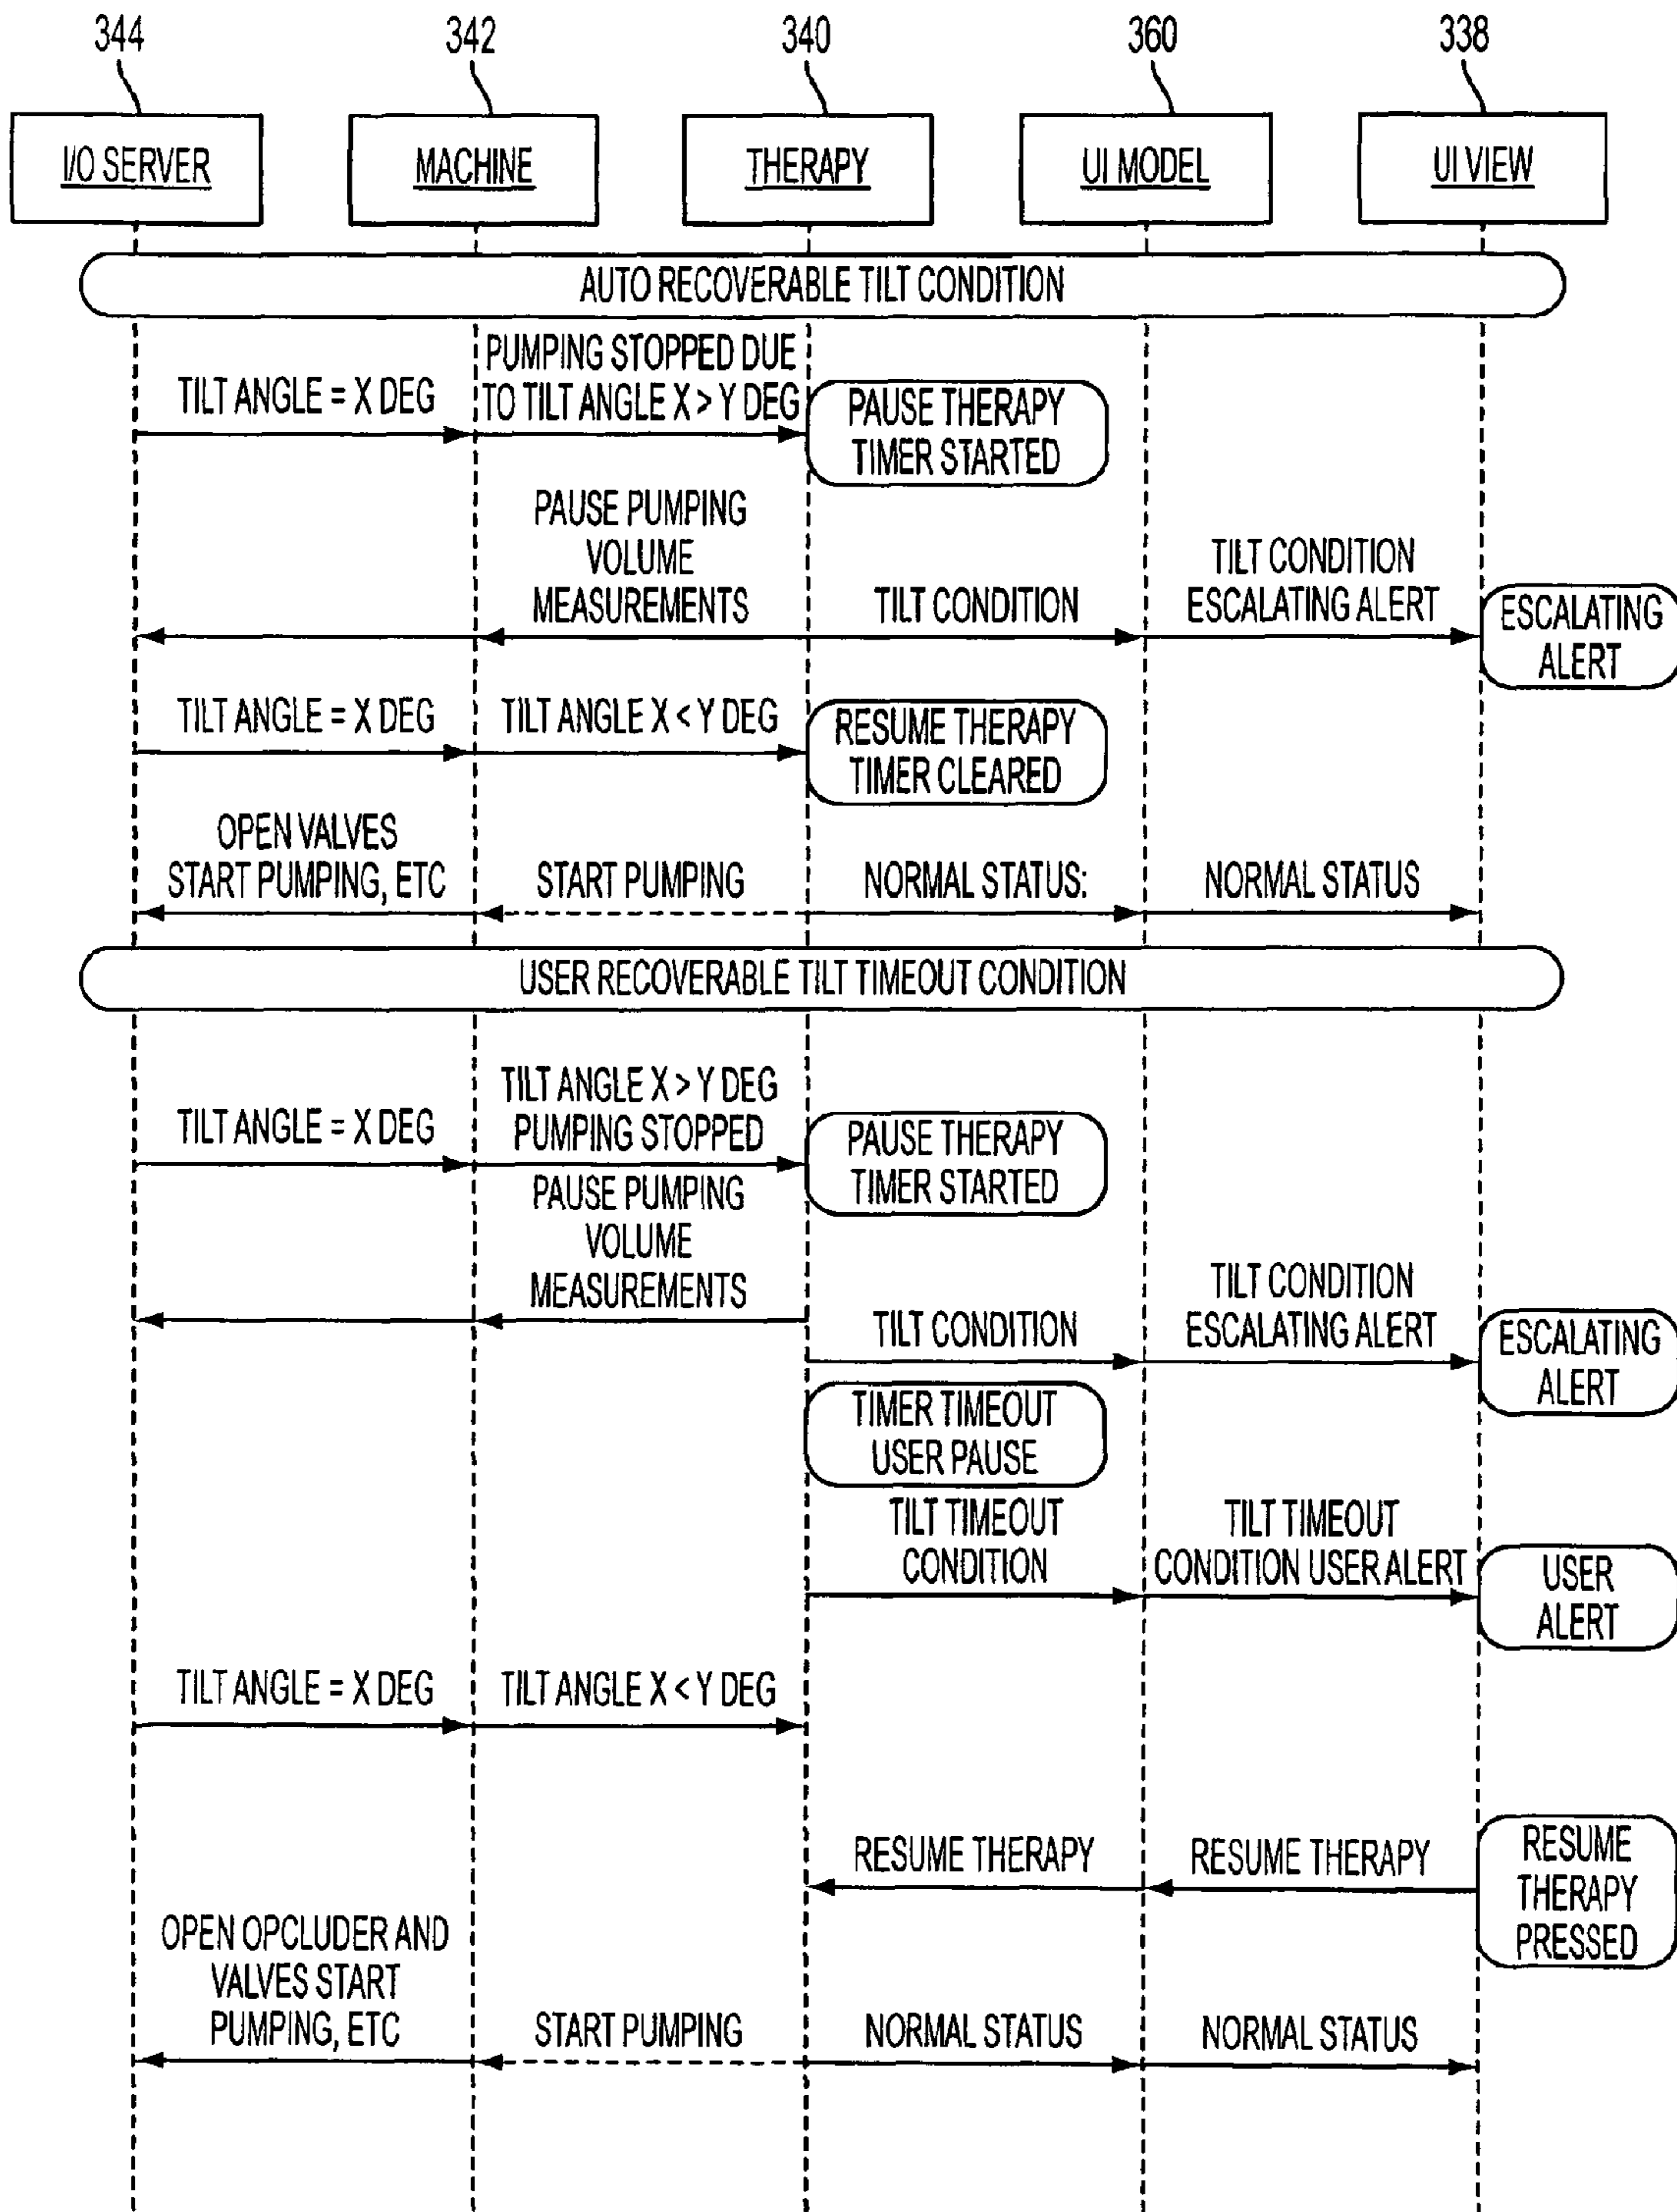 344 342 340 360 338
I/O SERVER MACHINE THERAPY UI MODEL UI VIEW
AUTO RECOVERABLE TILT CONDITION
TILT ANGLE = X DEG
PUMPING STOPPED DUE
TO TILT ANGLE X > Y DEG
PAUSE THERAPY
TIMER STARTED
PAUSE PUMPING
VOLUME
MEASUREMENTS
TILT CONDITION
TILT CONDITION
ESCALATING ALERT
ESCALATING
ALERT
TILT ANGLE = X DEG
TILT ANGLE X < Y DEG
RESUME THERAPY
TIMER CLEARED
OPEN VALVES
START PUMPING, ETC
START PUMPING
NORMAL STATUS:
NORMAL STATUS
USER RECOVERABLE TILT TIMEOUT CONDITION
TILT ANGLE = X DEG
TILT ANGLE X > Y DEG
PUMPING STOPPED
PAUSE THERAPY
TIMER STARTED
PAUSE PUMPING
VOLUME
MEASUREMENTS
TILT CONDITION
TILT CONDITION
ESCALATING ALERT
ESCALATING
ALERT
TIMER TIMEOUT
USER PAUSE
TILT TIMEOUT
CONDITION
TILT TIMEOUT
CONDITION USER ALERT
USER
ALERT
TILT ANGLE = X DEG
TILT ANGLE X < Y DEG
RESUME THERAPY
RESUME THERAPY
RESUME
THERAPY
PRESSED
OPEN OPCLUDER AND
VALVES START
PUMPING, ETC
START PUMPING
NORMAL STATUS
NORMAL STATUS